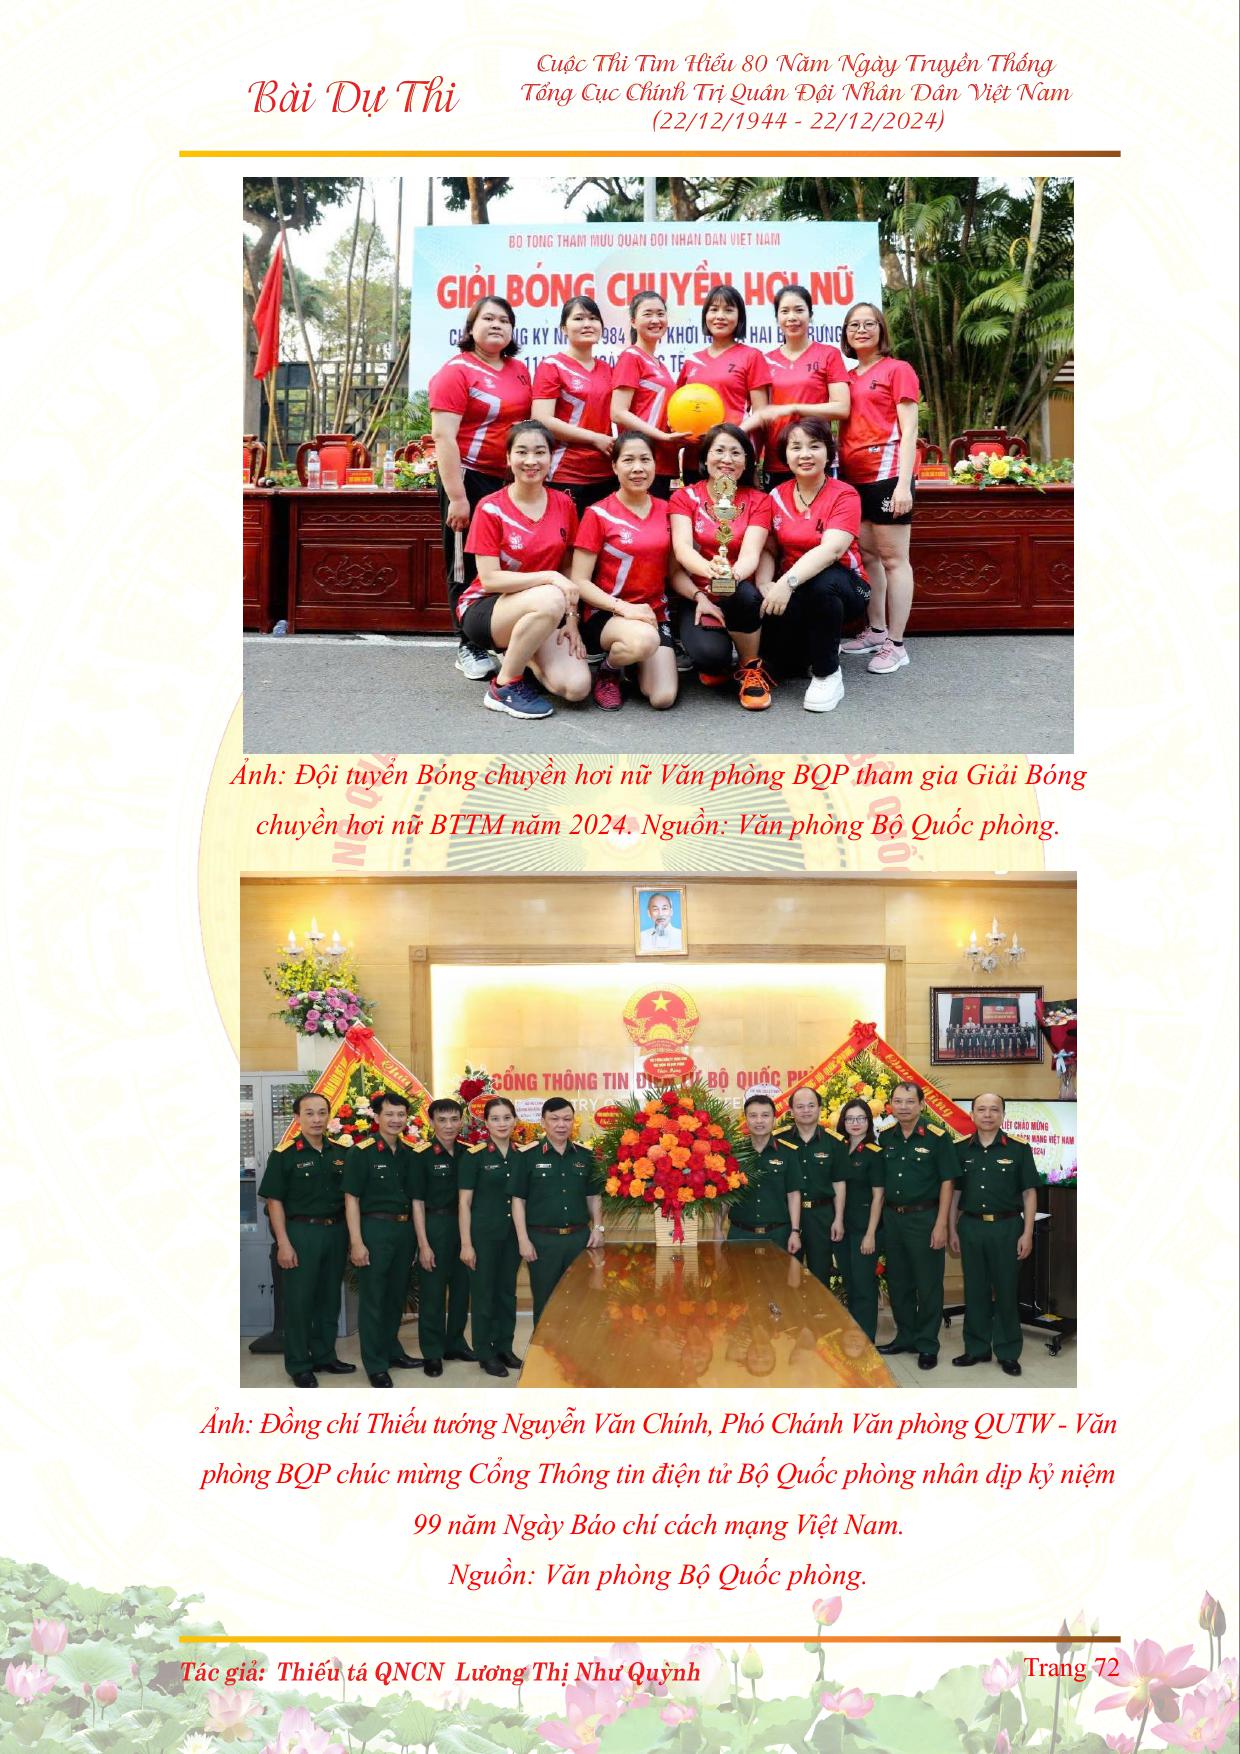 Bài Dự Thi
Cuộc Thi Tìm Hiểu 80 Năm Ngày Truyền Thống
Tổng Cục Chính Trị Quân Đội Nhân Dân Việt Nam
(22/12/1944 - 22/12/2024)
BỘ TỔNG THAM MƯU QUÂN ĐỘI NHÂN DÂN VIỆT NAM
GIẢI BÓNG CHUYỀN HƠI NỮ
Ảnh: Đội tuyển Bóng chuyền hơi nữ Văn phòng BQP tham gia Giải Bóng
chuyền hơi nữ BTTM năm 2024. Nguồn: Văn phòng Bộ Quốc phòng.
CỔNG THÔNG TIN ĐIỆN TỬ BỘ QUỐC PH
Ảnh: Đồng chí Thiếu tướng Nguyễn Văn Chính, Phó Chánh Văn phòng QUTW - Văn
phòng BQP chúc mừng Cổng Thông tin điện tử Bộ Quốc phòng nhân dịp kỷ niệm
99 năm Ngày Báo chí cách mạng Việt Nam.
Nguồn: Văn phòng Bộ Quốc phòng.
Tác giả: Thiếu tá QNCN Lương Thị Như Quỳnh
Trang 72